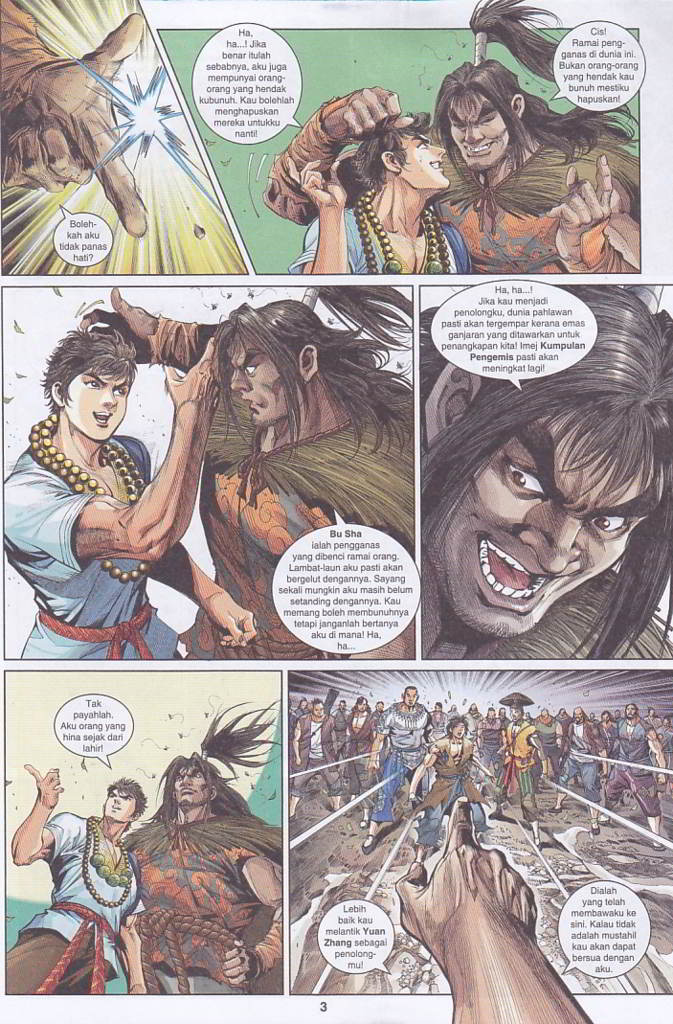 Boleh-
kah aku
tidak panas
hati?
Ha,
ha...! Jika
benar itulah
sebabnya, aku juga
mempunyai orang-
orang yang hendak
kubunuh. Kau bolehlah
menghapuskan
mereka untukku
nanti!
Cis!
Ramai peng-
ganas di dunia ini.
Bukan orang-orang
yang hendak kau
bunuh mestiku
hapuskan!
Bu Sha
ialah pengganas
yang dibenci ramai orang.
Lambat-laun aku pasti akan
bergelut dengannya. Sayang
sekali mungkin aku masih belum
setanding dengannya. Kau
memang boleh membunuhnya
tetapi janganlah bertanya
aku di mana! Ha,
ha...
Ha, ha...!
Jika kau menjadi
penolongku, dunia pahlawan
pasti akan tergempar kerana emas
ganjaran yang ditawarkan untuk
penangkapan kita! Imej Kumpulan
Pengemis pasti akan
meningkat lagi!
Tak
payahlah.
Aku orang yang
hina sejak dari
lahir!
Lebih
baik kau
melantik Yuan
Zhang sebagai
penolong-
mu!
Dialah
yang telah
membawaku ke
sini. Kalau tidak
adalah mustahil
kau akan dapat
bersua dengan
aku.
3